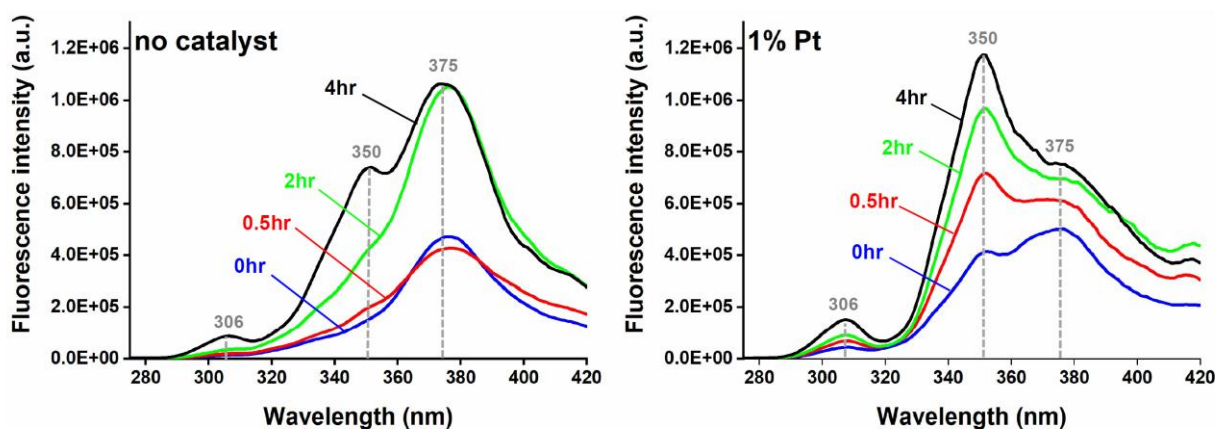 no catalyst
Fluorescence intensity (a.u.)
1.2E+06
1.0E+06
8.0E+05
6.0E+05
4.0E+05
2.0E+05
0.0E+00
306
350
375
4hr
2hr
0.5hr
0hr
280 300 320 340 360 380 400 420
Wavelength (nm)
1% Pt
Fluorescence intensity (a.u.)
1.2E+06
1.0E+06
8.0E+05
6.0E+05
4.0E+05
2.0E+05
0.0E+00
306
350
375
4hr
2hr
0.5hr
0hr
280 300 320 340 360 380 400 420
Wavelength (nm)